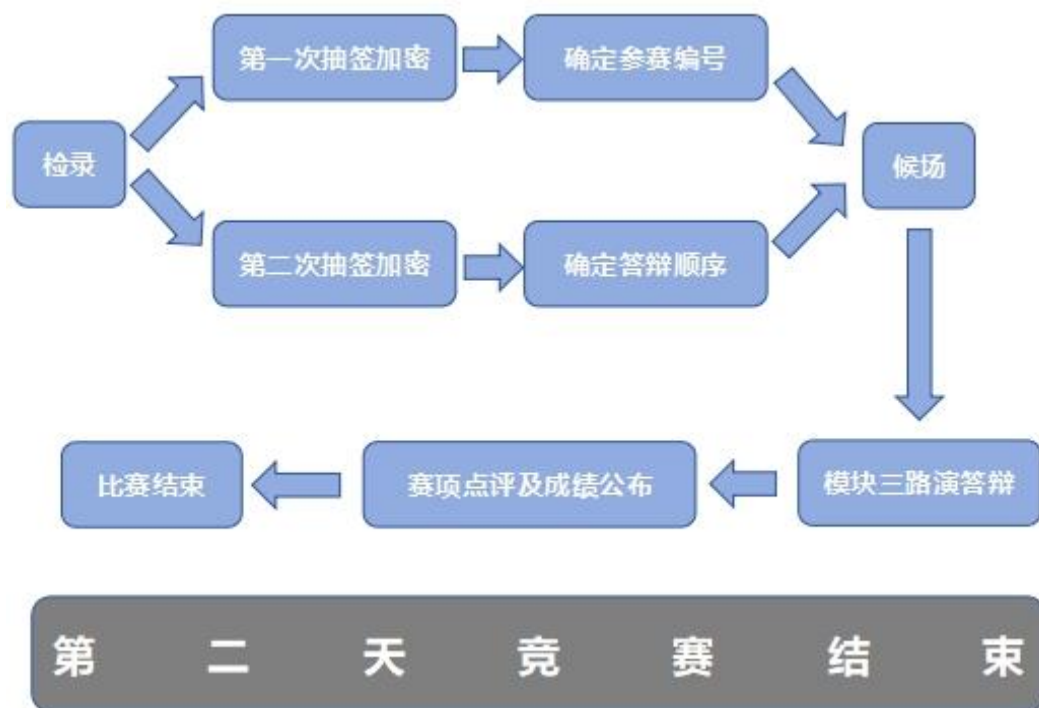 第一次抽签加密
确定参赛编号
检录
候场
第二次抽签加密
确定答辩顺序
模块三路演答辩
赛项点评及成绩公布
比赛结束
第二天竞赛结束